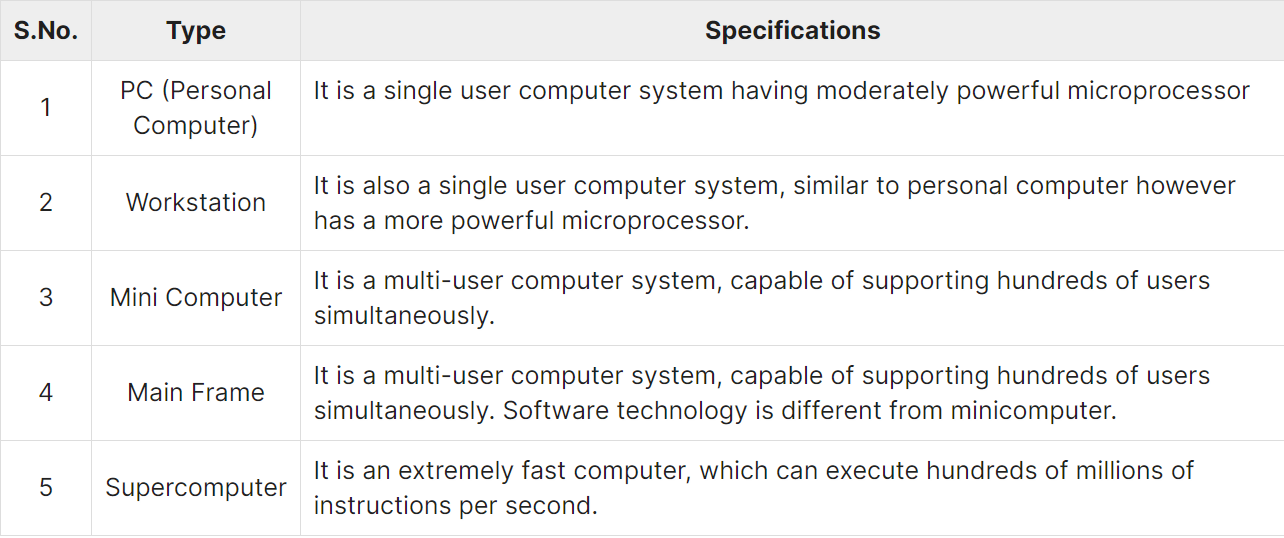 S.No. Type Specifications
1 PC (Personal Computer) It is a single user computer system having moderately powerful microprocessor
2 Workstation It is also a single user computer system, similar to personal computer however
has a more powerful microprocessor.
3 Mini Computer It is a multi-user computer system, capable of supporting hundreds of users
simultaneously.
4 Main Frame It is a multi-user computer system, capable of supporting hundreds of users
simultaneously. Software technology is different from minicomputer.
5 Supercomputer It is an extremely fast computer, which can execute hundreds of millions of
instructions per second.